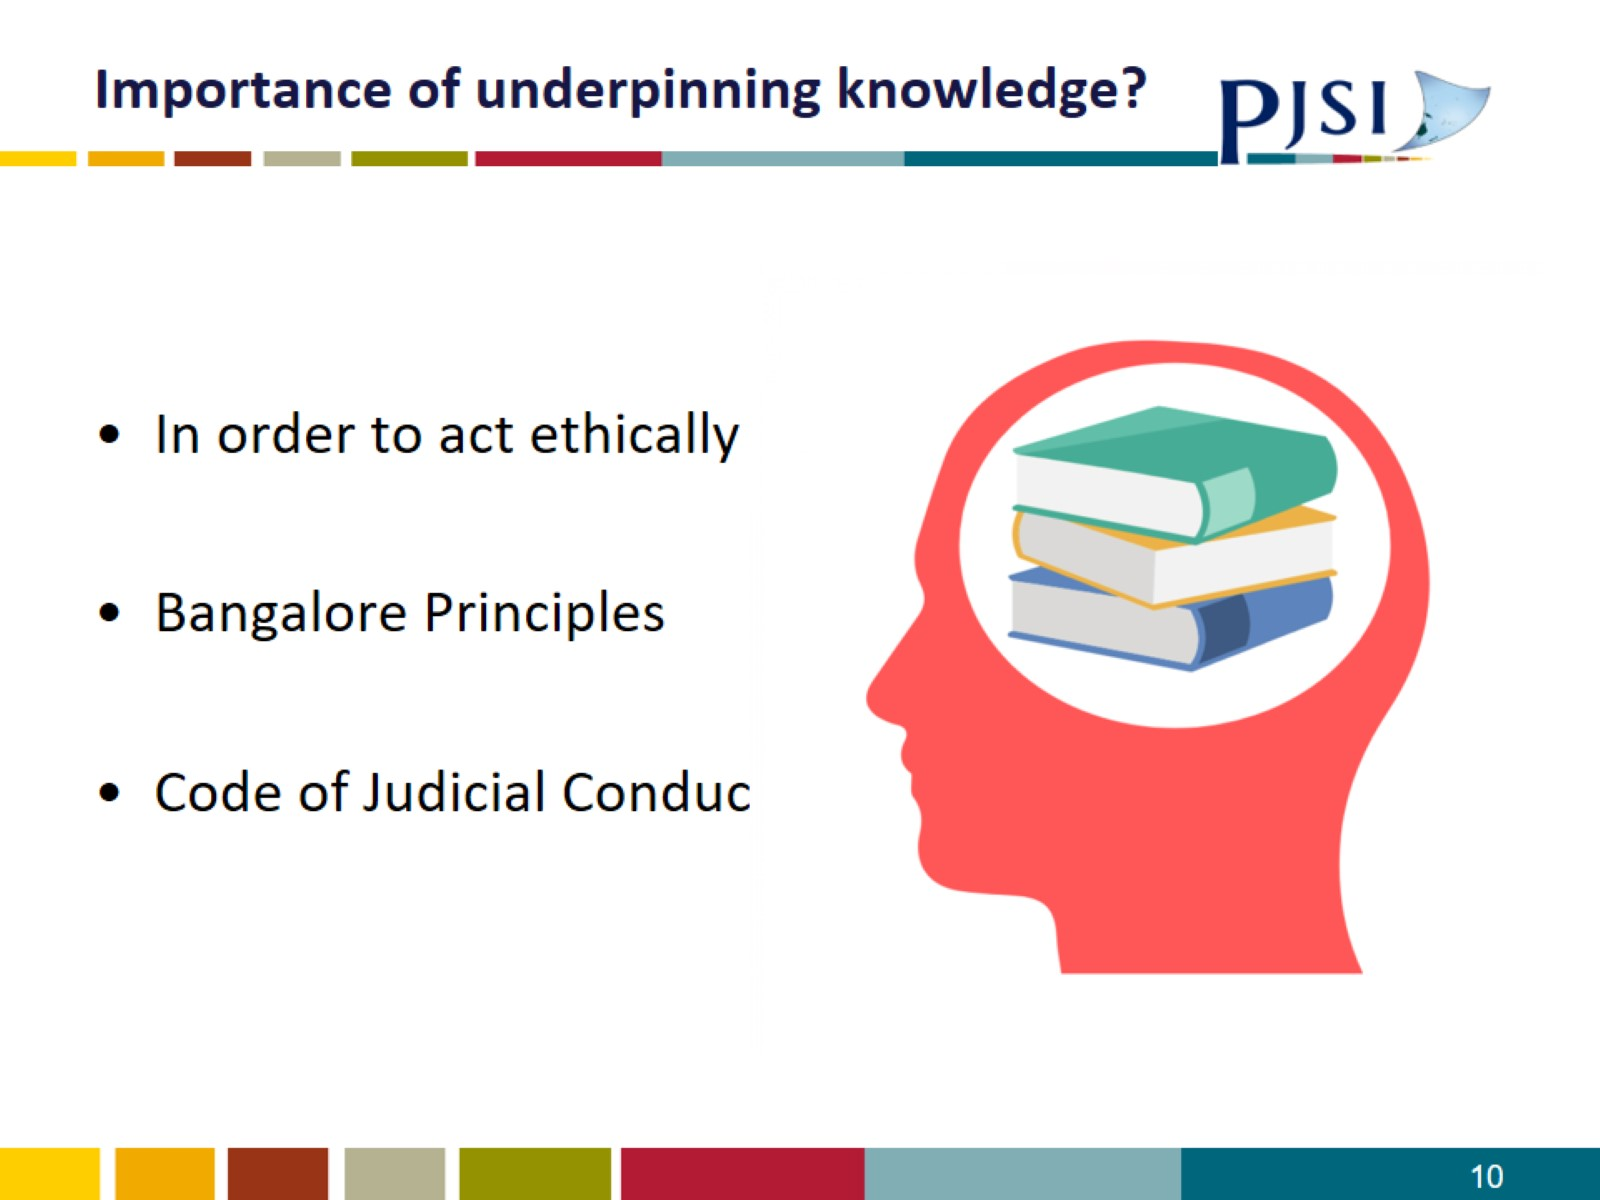 Importance of underpinning knowledge?
PJSI
• In order to act ethically
• Bangalore Principles
• Code of Judicial Conduc
10